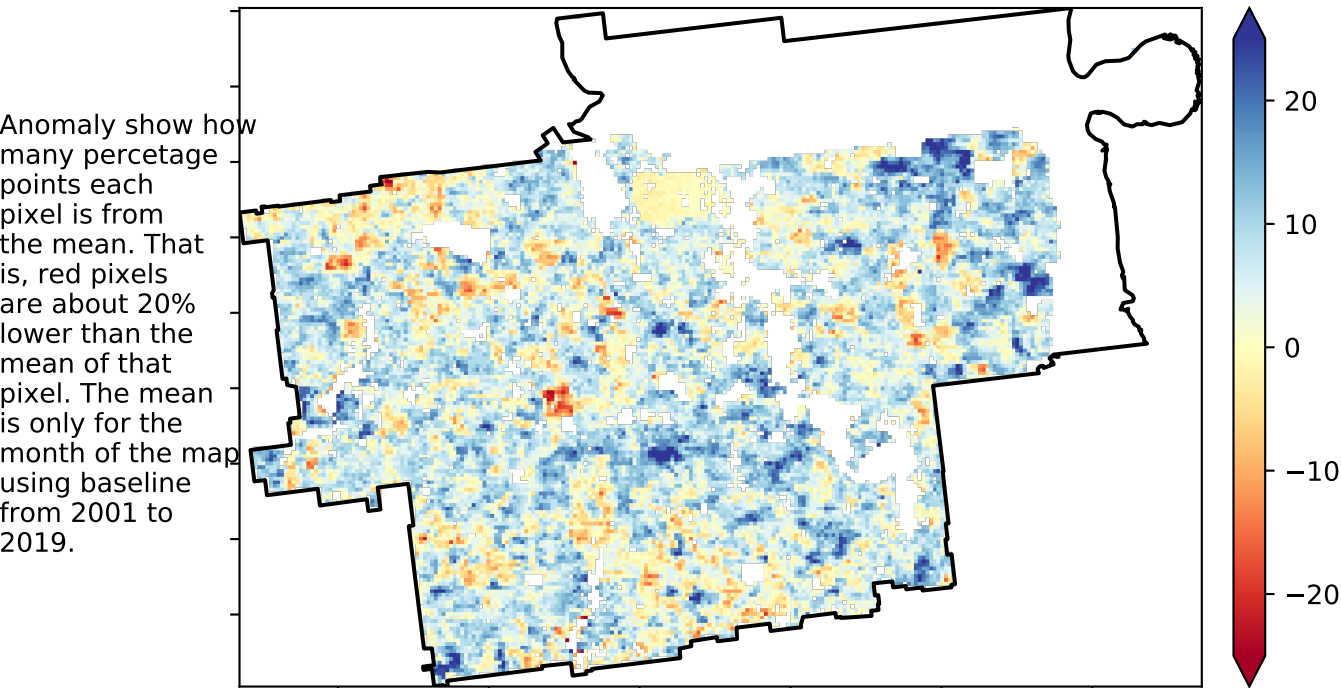 Anomaly show how
many percetage
points each
pixel is from
the mean. That
is, red pixels
are about 20%
lower than the
mean of that
pixel. The mean
is only for the
month of the map
using baseline
from 2001 to
2019.
20
10
0
−10
−20